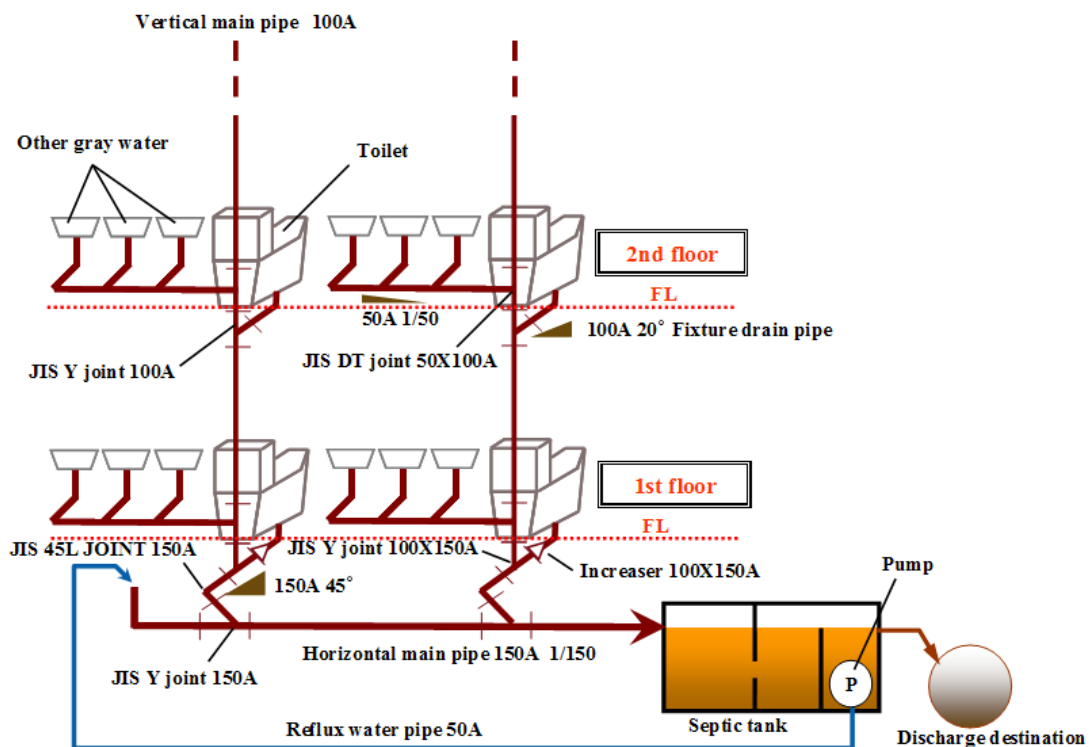 Vertical main pipe 100A
Other gray water
Toilet
2nd floor
FL
50A 1/50
100A 20° Fixture drain pipe
JIS Y joint 100A
JIS DT joint 50X100A
1st floor
FL
JIS 45L JOINT 150A
JIS Y joint 100X150A
Increaser 100X150A
Pump
150A 45°
Horizontal main pipe 150A 1/150
JIS Y joint 150A
P
Reflux water pipe 50A
Septic tank
Discharge destination